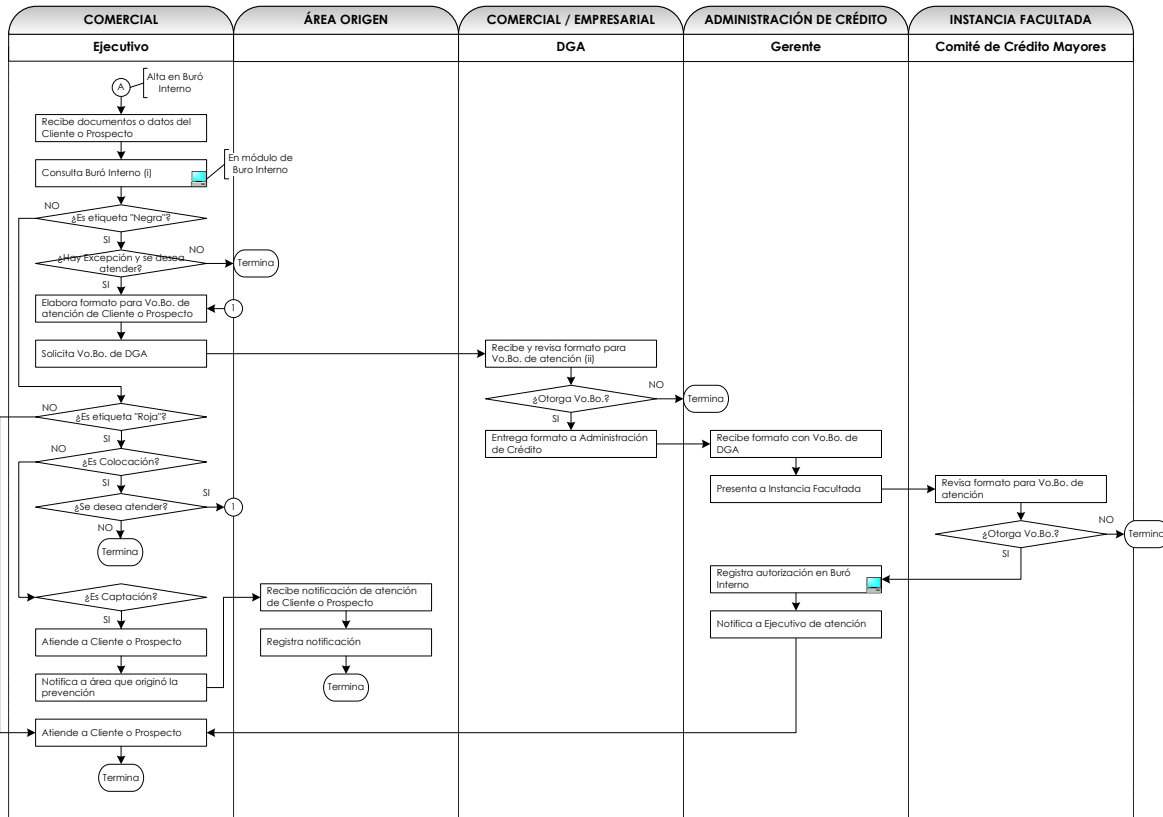 COMERCIAL
ÁREA ORIGEN
COMERCIAL / EMPRESARIAL
ADMINISTRACIÓN DE CRÉDITO
INSTANCIA FACULTADA
Ejecutivo
DGA
Gerente
Comité de Crédito Mayores
A
Alta en Buró
Interno
Recibe documentos o datos del
Cliente o Prospecto
Consulta Buró Interno (i)
En módulo de
Buro Interno
NO
¿Es etiqueta "Negra"?
SI
¿Hay Excepción y se desea
atender?
NO
Termina
SI
Elabora formato para Vo.Bo. de
atención de Cliente o Prospecto
1
Solicita Vo.Bo. de DGA
Recibe y revisa formato para
Vo.Bo. de atención (ii)
¿Otorga Vo.Bo.?
NO
Termina
SI
Entrega formato a Administración
de Crédito
Recibe formato con Vo.Bo. de
DGA
Presenta a Instancia Facultada
Revisa formato para Vo.Bo. de
atención
¿Otorga Vo.Bo.?
NO
Termina
SI
NO
¿Es etiqueta "Roja"?
SI
NO
¿Es Colocación?
SI
¿Se desea atender?
SI
1
NO
Termina
¿Es Captación?
SI
Atiende a Cliente o Prospecto
Notifica a área que originó la
prevención
Recibe notificación de atención
de Cliente o Prospecto
Registra notificación
Termina
Registra autorización en Buró
Interno
Notifica a Ejecutivo de atención
Atiende a Cliente o Prospecto
Termina